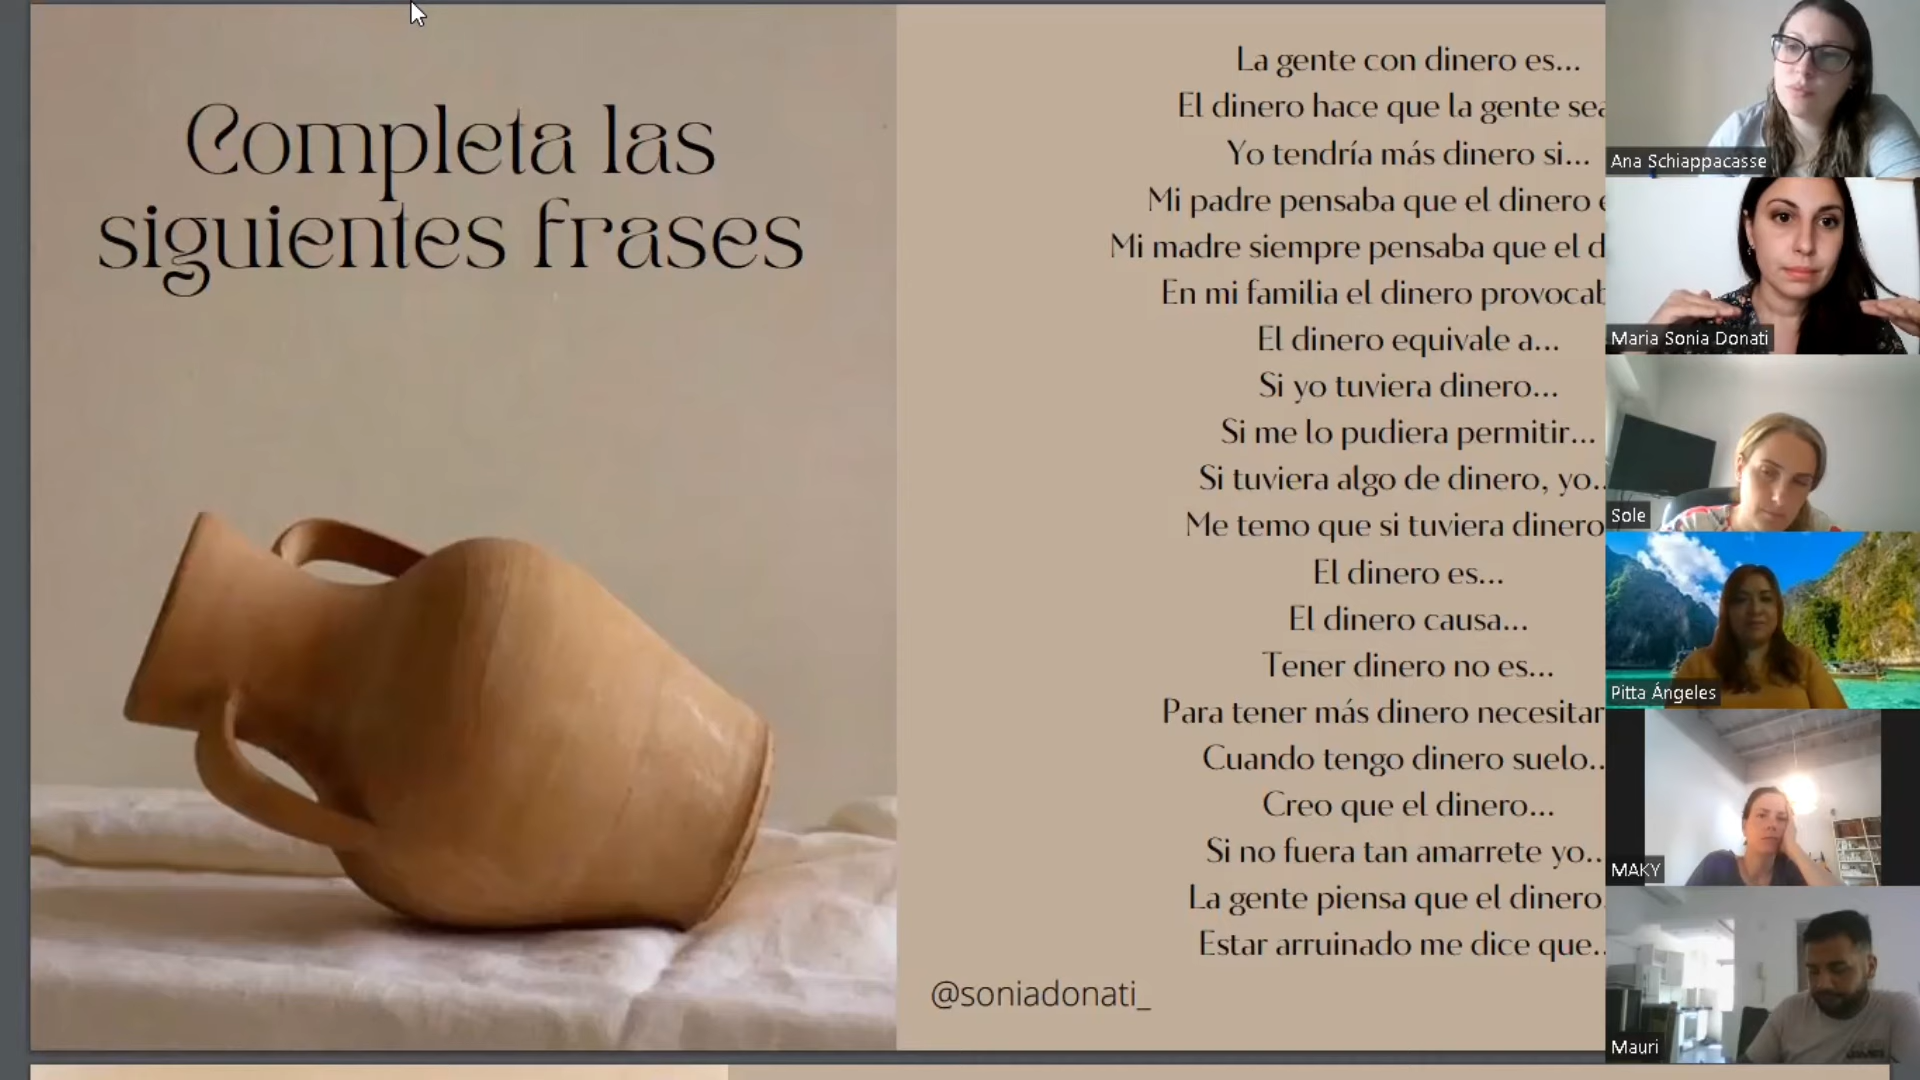 Completa las
siguientes frases
La gente con dinero es...
El dinero hace que la gente sea
Yo tendría más dinero si...
Mi padre pensaba que el dinero
Mi madre siempre pensaba que el
En mi familia el dinero
El dinero equivale a...
Si yo tuviera dinero...
Si me lo pudiera permitir...
Si tuviera algo de dinero, yo..
Me temo que si tuviera dinero
El dinero es...
El dinero causa...
Tener dinero no es...
Para tener más dinero
Cuando tengo dinero suelo..
Creo que el dinero...
Si no fuera tan amarrete yo..
La gente piensa que el dinero.
Estar arruinado me dice que..
@soniadonati_
Ana Schiappacasse
Maria Sonia Donati
Sole
Pitta Ángeles
MAKY
Mauri